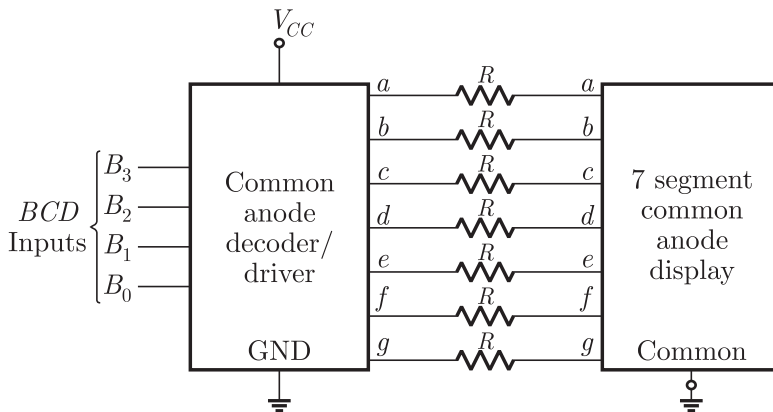 V_CC
a R a
b R b
c R c
d R d
e R e
f R f
g R g
B_3
B_2
B_1
B_0
BCD
Inputs
Common
anode
decoder/
driver
GND
7 segment
common
anode
display
Common